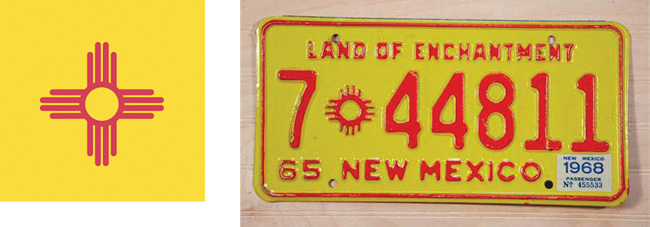 LAND OF ENCHANTMENT
7 44811
65 NEW MEXICO
NEW MEXICO
1968
PASSENGER
No 455533